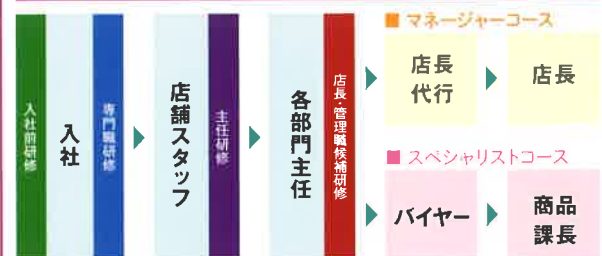 入社前研修
入社
専門職研修
店舗スタッフ
主任研修
各部門主任
店長・管理職候補研修
■ マネージャーコース
店長
代行
店長
■ スペシャリストコース
バイヤー
商品
課長